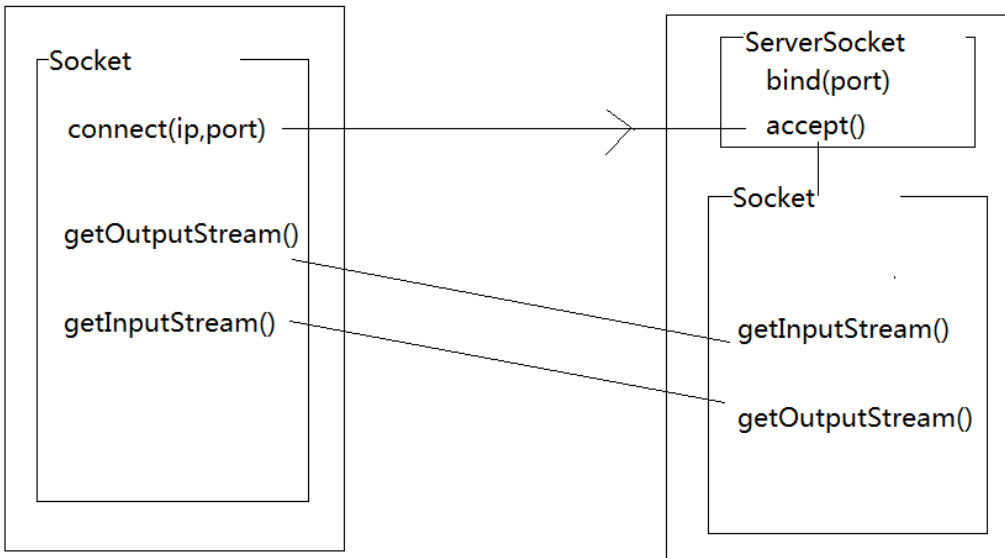 Socket
connect(ip,port)
getOutputStream()
getInputStream()
ServerSocket
bind(port)
accept()
Socket
getInputStream()
getOutputStream()